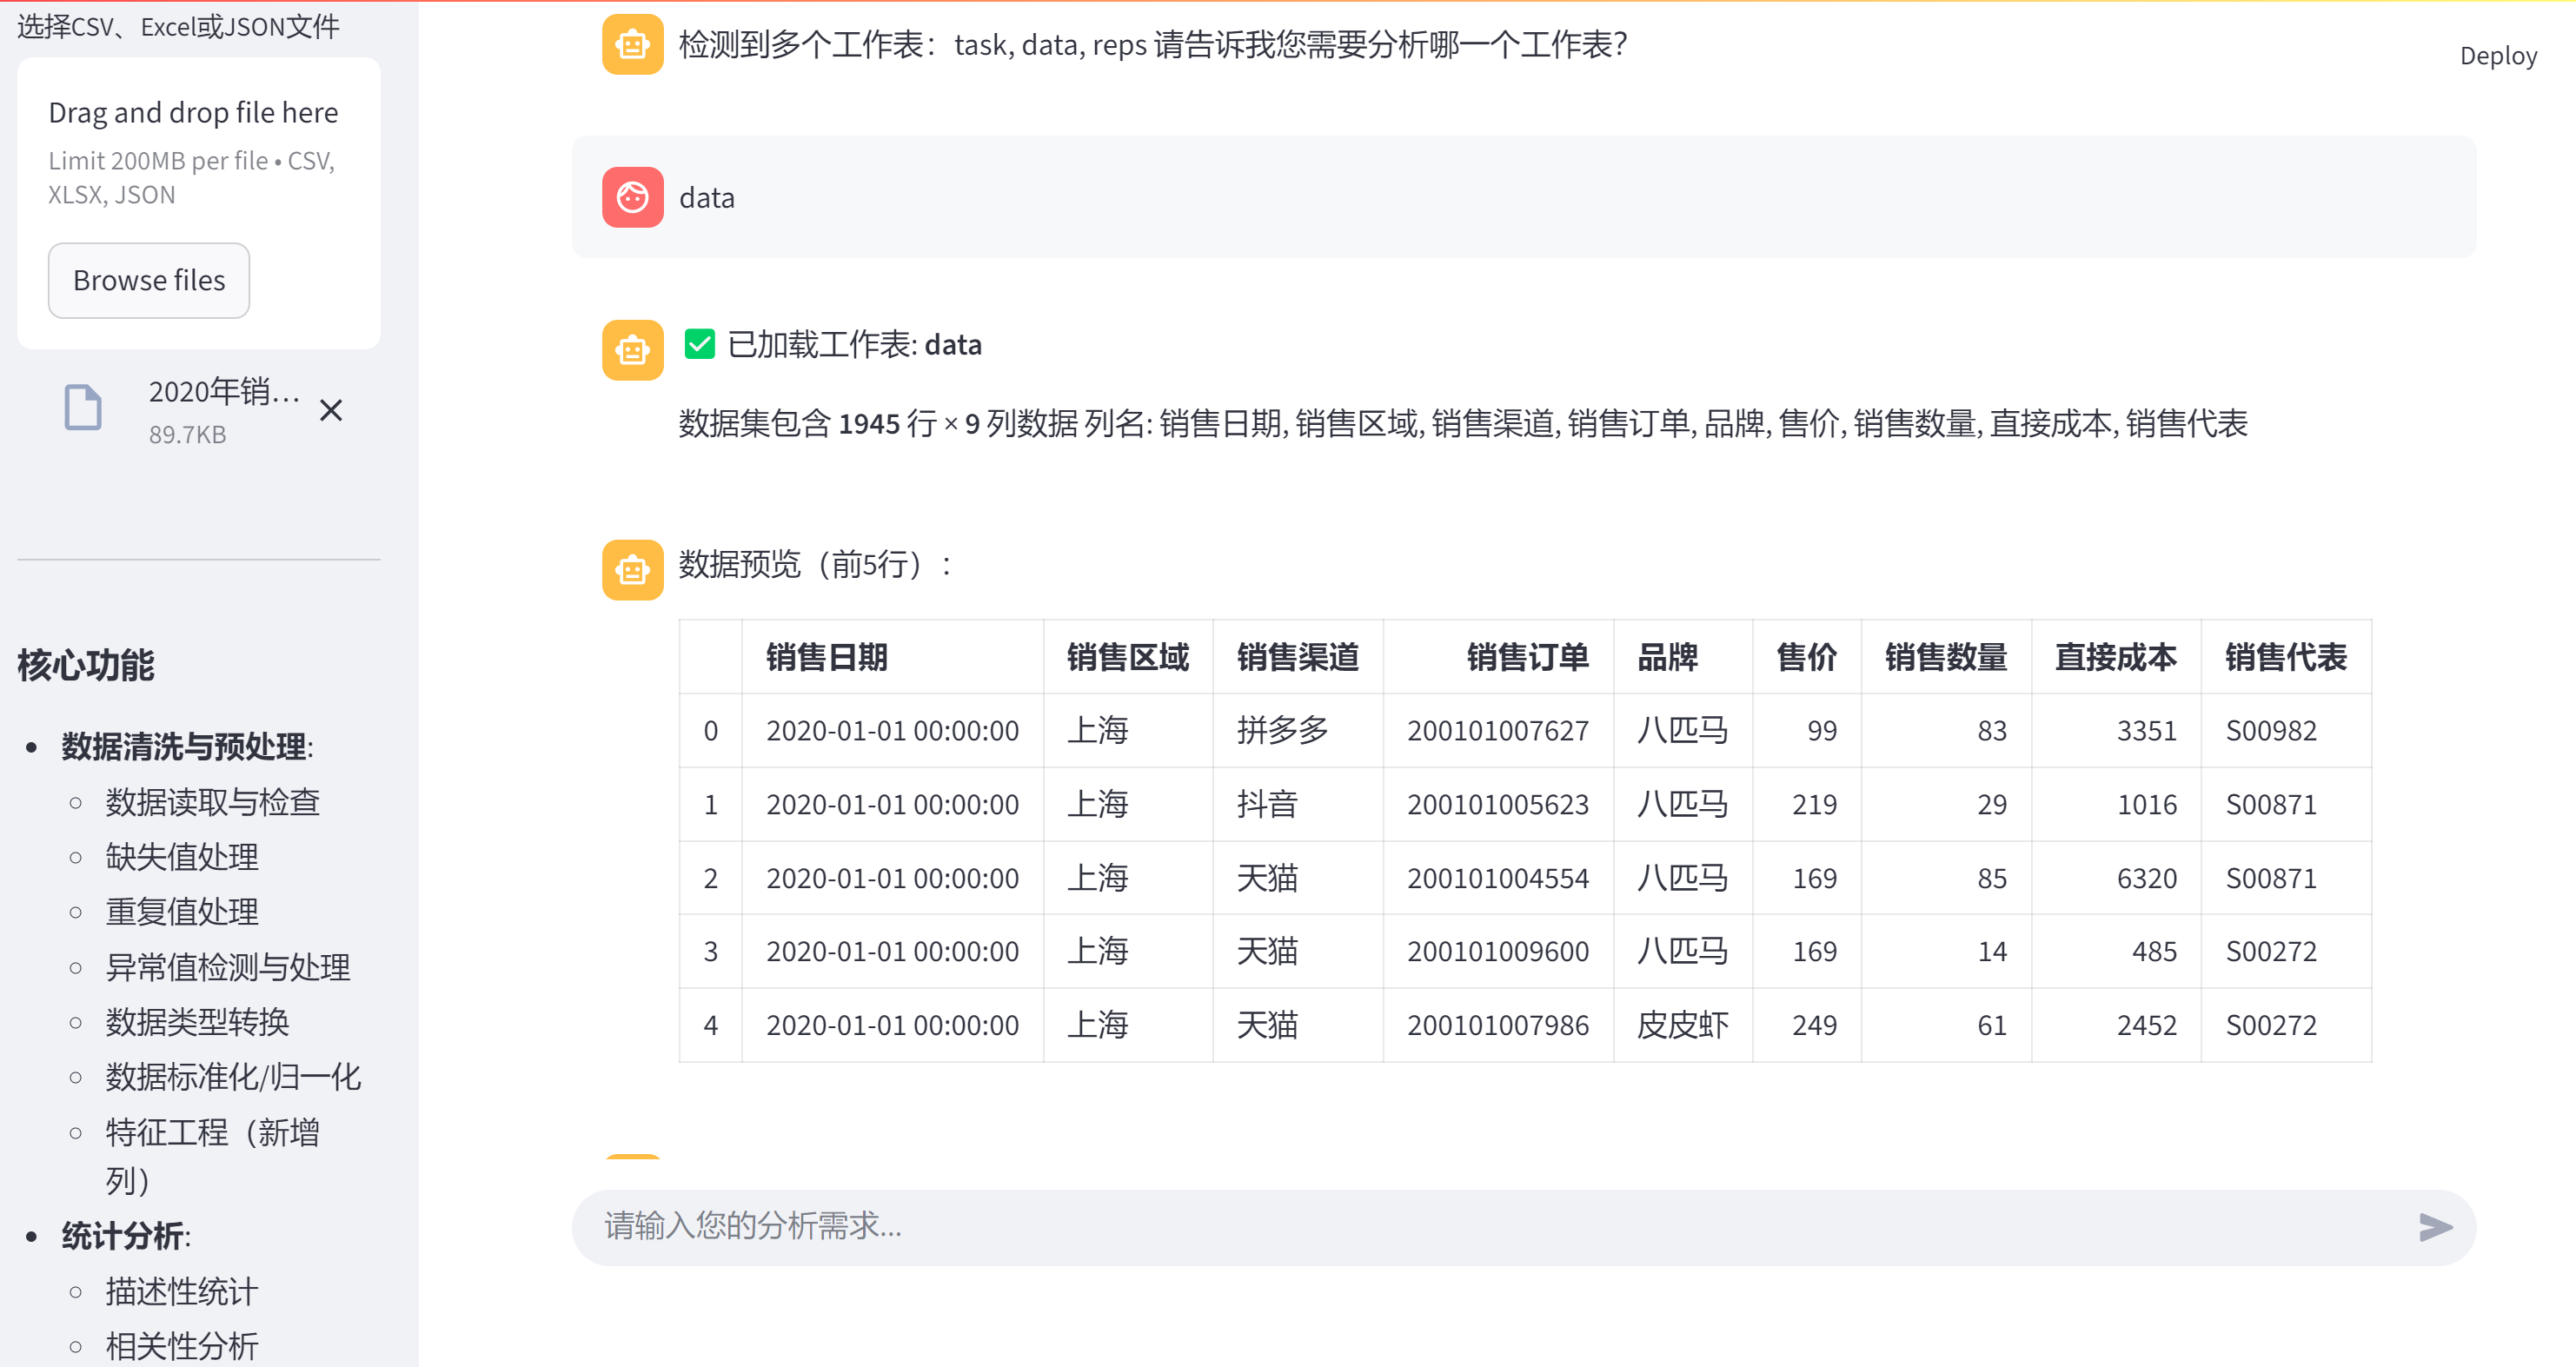 选择CSV、Excel或JSON文件
Drag and drop file here
Limit 200MB per file • CSV,
XLSX, JSON
Browse files
2020年销...
89.7KB
核心功能
数据清洗与预处理:
数据读取与检查
缺失值处理
重复值处理
异常值检测与处理
数据类型转换
数据标准化/归一化
特征工程（新增
列）
统计分析:
描述性统计
相关性分析
Deploy
检测到多个工作表：task, data, reps 请告诉我您需要分析哪一个工作表？
data
已加载工作表: data
数据集包含 1945 行 × 9 列数据 列名: 销售日期, 销售区域, 销售渠道, 销售订单, 品牌, 售价, 销售数量, 直接成本, 销售代表
数据预览（前5行）：
销售日期 销售区域 销售渠道 销售订单 品牌 售价 销售数量 直接成本 销售代表
0 2020-01-01 00:00:00 上海 拼多多 200101007627 八匹马 99 83 3351 S00982
1 2020-01-01 00:00:00 上海 抖音 200101005623 八匹马 219 29 1016 S00871
2 2020-01-01 00:00:00 上海 天猫 200101004554 八匹马 169 85 6320 S00871
3 2020-01-01 00:00:00 上海 天猫 200101009600 八匹马 169 14 485 S00272
4 2020-01-01 00:00:00 上海 天猫 200101007986 皮皮虾 249 61 2452 S00272
请输入您的分析需求...